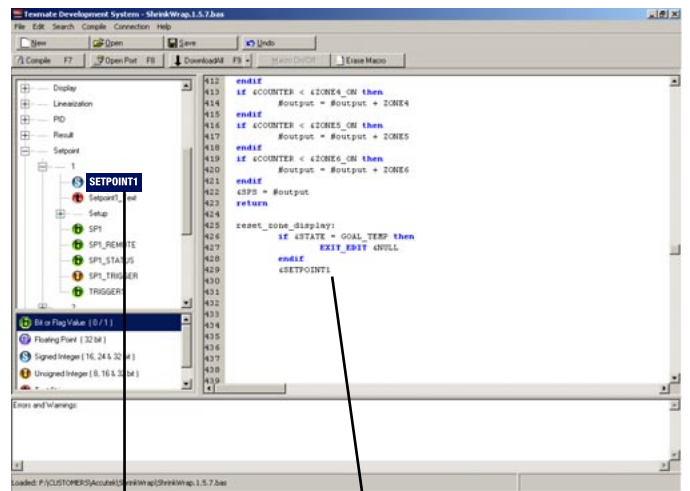 Texmate Development System - ShrinkWrap.1.5.7.bas
File Edit Search Compile Connection Help
New Open Save Undo
Compile F7 Open Port F8 Download/All F9 Macro On/Off Erase Macro
Display
Linearization
PID
Result
Setpoint
1
SETPOINT1
Setpoint1_Text
Setup
SP1
SP1_REMOTE
SP1_STATUS
SP1_TRIGGER
TRIGGERS
2
Bit or Flag Value ( 0 / 1 )
Floating Point ( 32 bit )
Signed Integer ( 16, 24 & 32 bit )
Unsigned Integer ( 8, 16 & 32 bit )
412 endif
413 if &COUNTER < &ZONE4_ON then
414 #output = #output + ZONE4
415 endif
416 if &COUNTER < &ZONE5_ON then
417 #output = #output + ZONE5
418 endif
419 if &COUNTER < &ZONE6_ON then
420 #output = #output + ZONE6
421 endif
422 &SPS = #output
423 return
424
425 reset_zone_display:
426 if &STATE = GOAL_TEMP then
427 EXIT_EDIT &NULL
428 endif
429 &SETPOINT1
430
431
432
433
434
435
436
437
438
439
Errors and Warnings:
Loaded: P:\CUSTOMERS\Accutek\ShrinkWrap\ShrinkWrap.1.5.7.bas